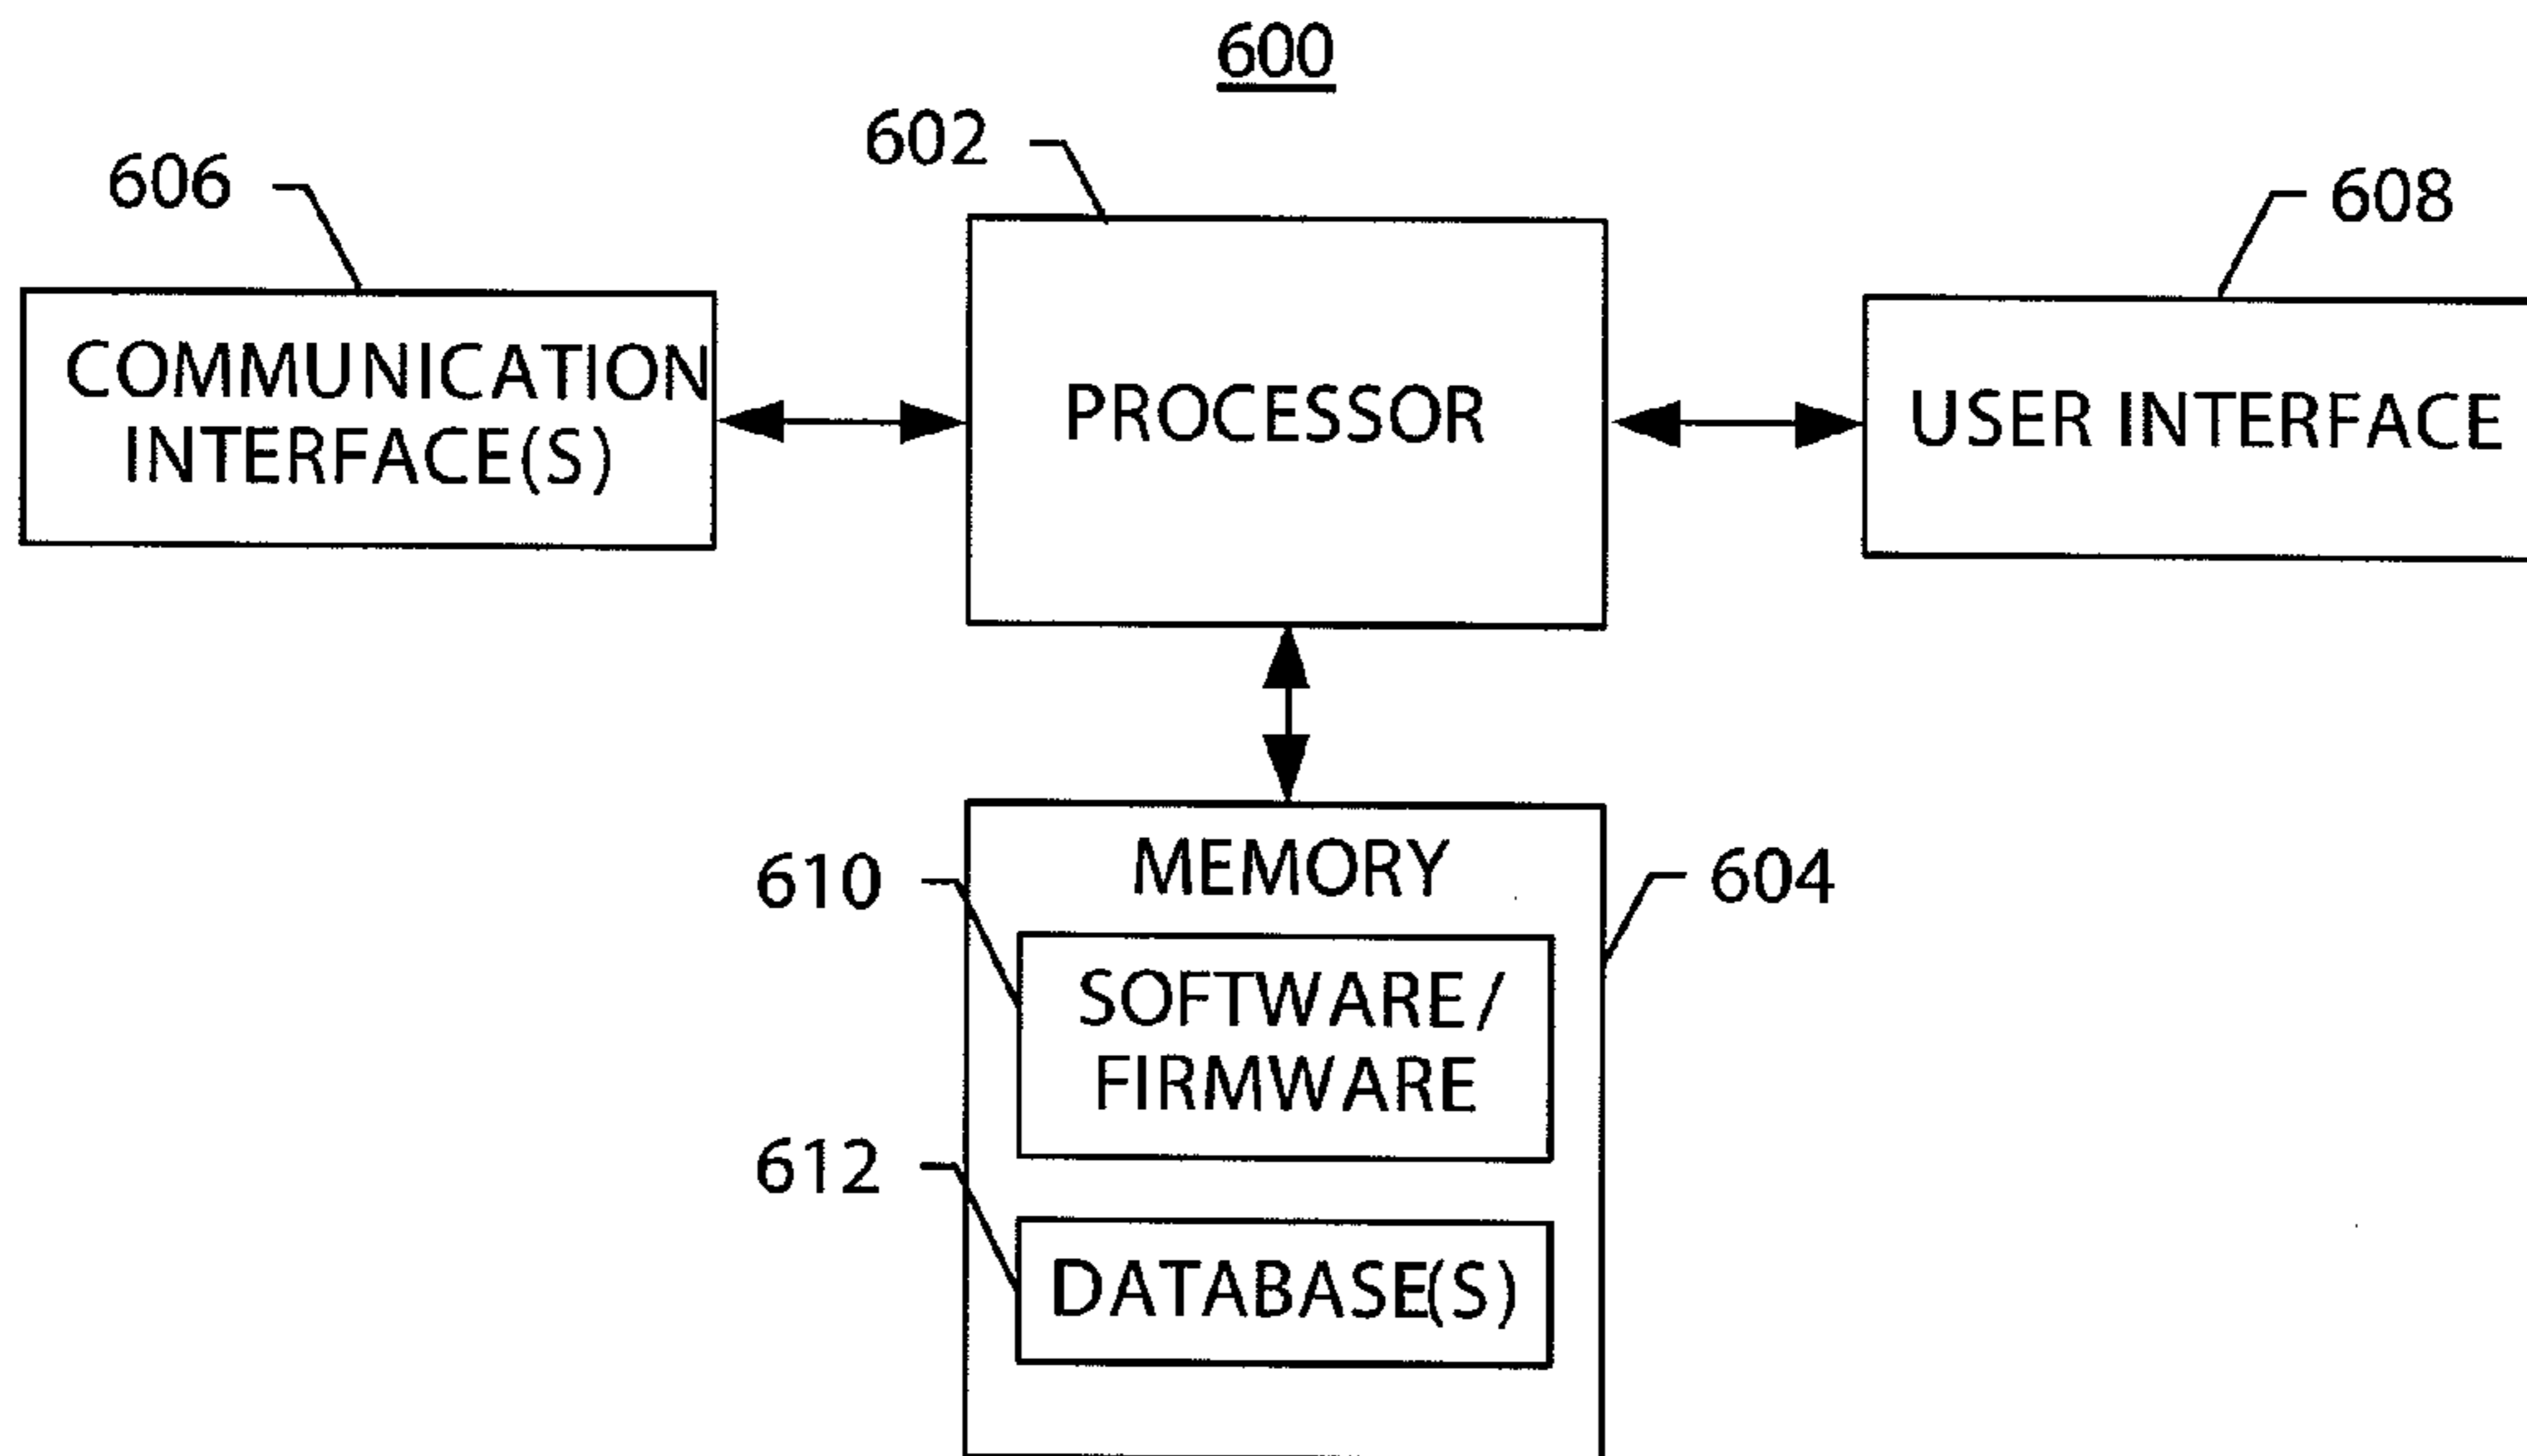 600
602
606
608
COMMUNICATION
INTERFACE(S)
PROCESSOR
USER INTERFACE
MEMORY
610
604
SOFTWARE/
FIRMWARE
612
DATABASE(S)